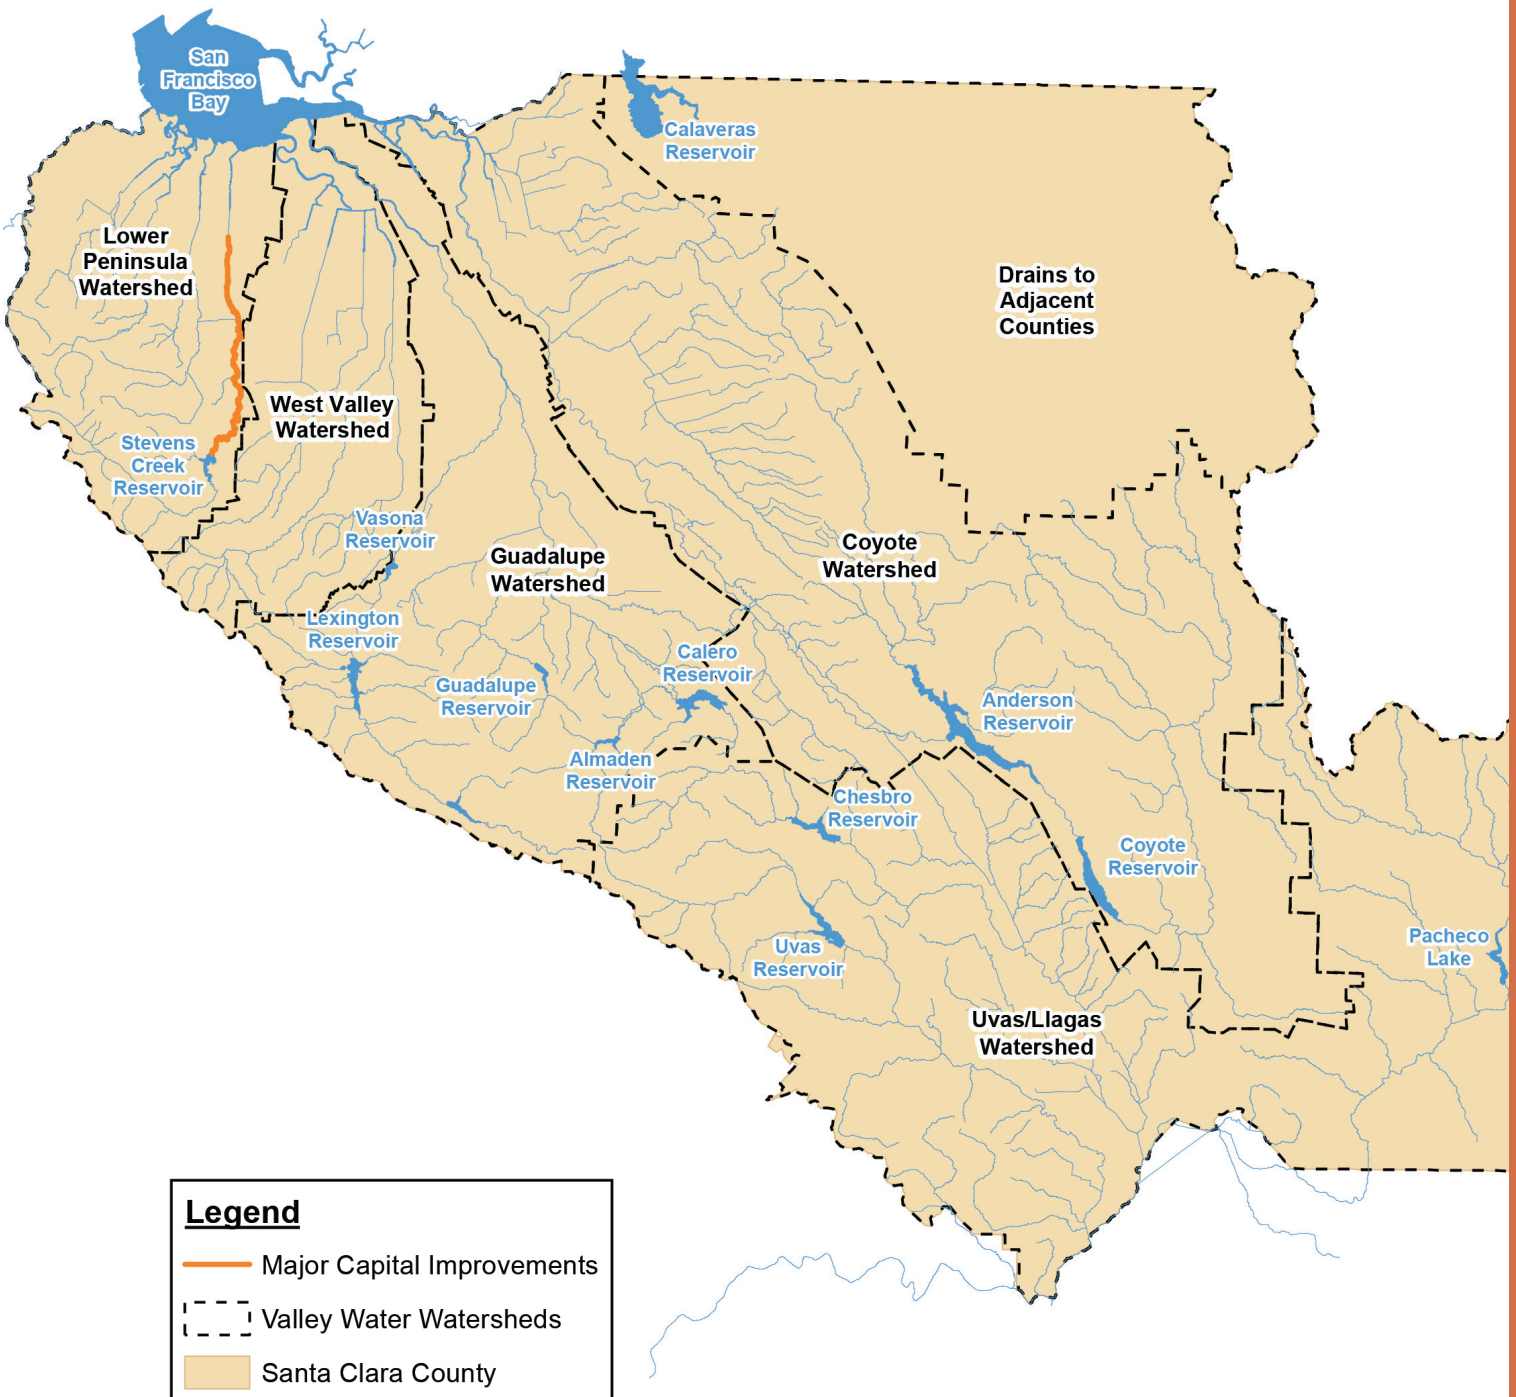 San
Francisco
Bay
Calaveras
Reservoir
Lower
Peninsula
Watershed
Drains to
Adjacent
Counties
West Valley
Watershed
Stevens
Creek
Reservoir
Vasona
Reservoir
Guadalupe
Watershed
Coyote
Watershed
Lexington
Reservoir
Calero
Reservoir
Guadalupe
Reservoir
Anderson
Reservoir
Almaden
Reservoir
Chesbro
Reservoir
Coyote
Reservoir
Uvas
Reservoir
Pacheco
Lake
Uvas/Llagas
Watershed
Legend
Major Capital Improvements
Valley Water Watersheds
Santa Clara County